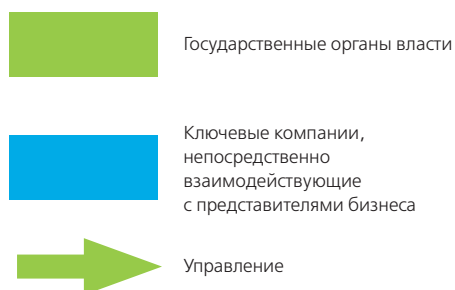 Государственные органы власти
Ключевые компании,
непосредственно
взаимодействующие
с представителями бизнеса
Управление